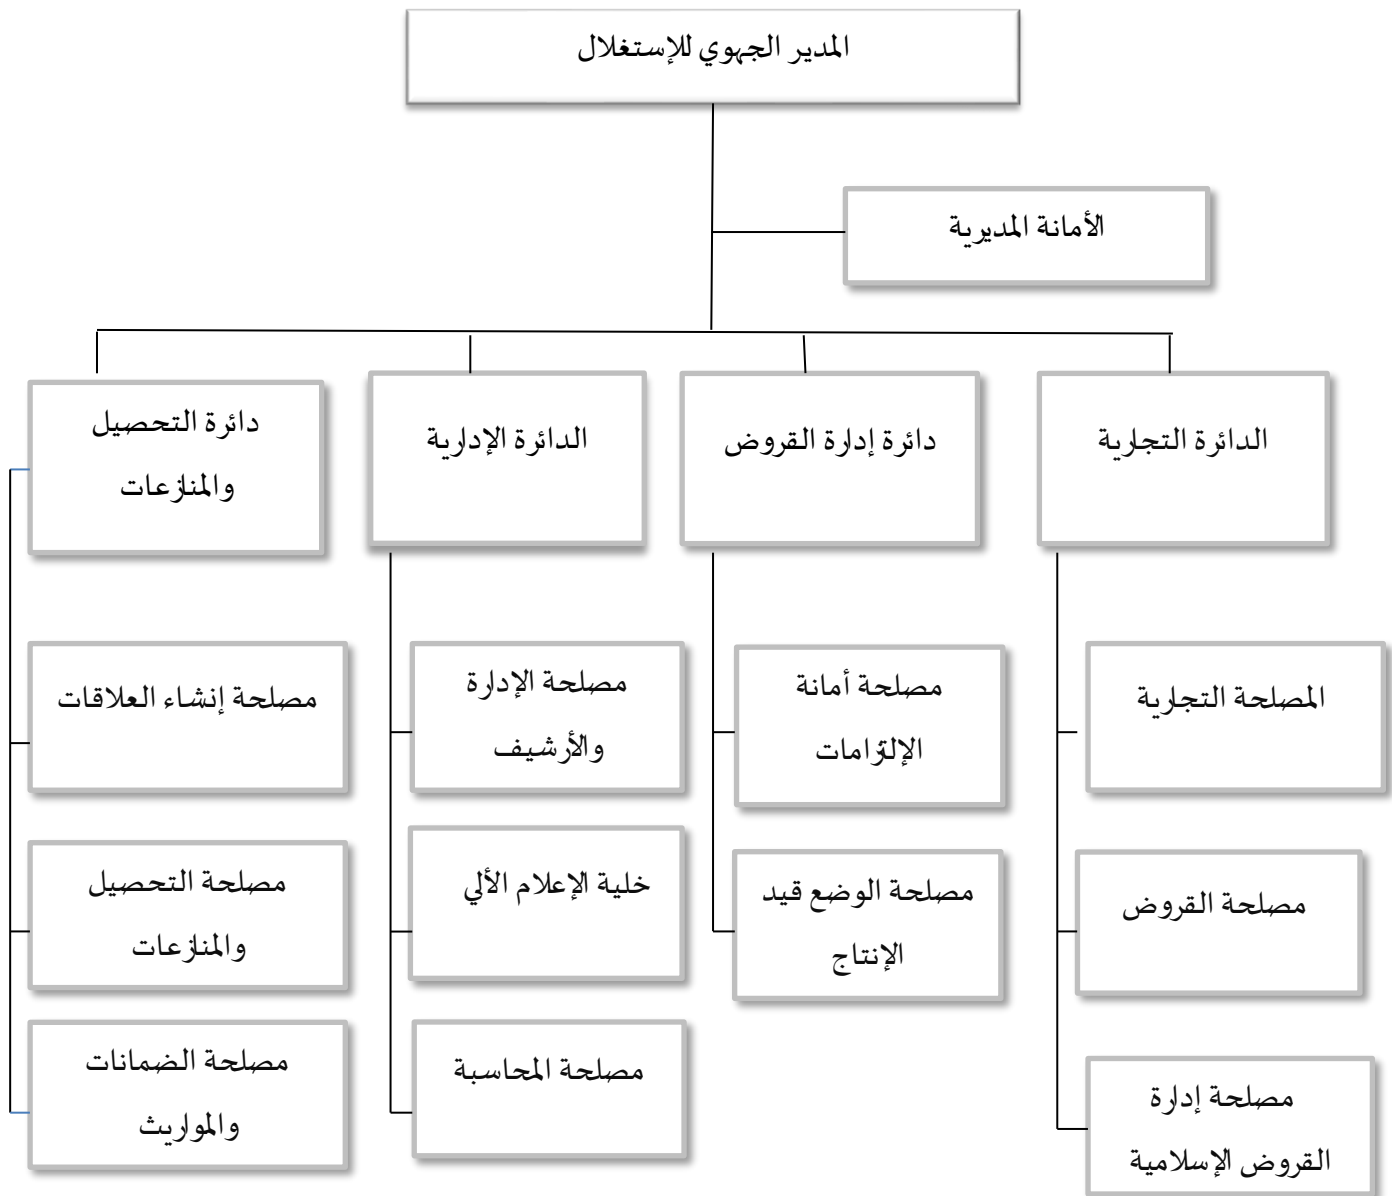 المدير الجهوي للإستغلال
الأمانة المديرية
الدائرة التجارية
دائرة إدارة القروض
الدائرة الإدارية
دائرة التحصيل
والمنازعات
المصلحة التجارية
مصلحة أمانة
الإلتزامات
مصلحة الإدارة
والأرشيف
مصلحة إنشاء العلاقات
مصلحة القروض
مصلحة الوضع قيد
الإنتاج
خلية الإعلام الألي
مصلحة التحصيل
والمنازعات
مصلحة إدارة
القروض الإسلامية
مصلحة المحاسبة
مصلحة الضمانات
والمواريث